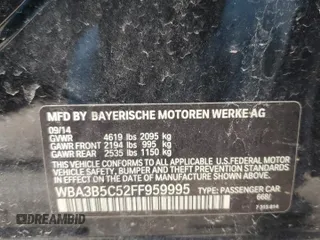 MFD BY BAYERISCHE MOTOREN WERKE AG
09/14
GVWR 4619 lbs 2095 kg
GAWR FRONT 2194 lbs 995 kg
GAWR REAR 2535 lbs 1150 kg
THIS VEHICLE CONFORMS TO ALL APPLICABLE
U.S. FEDERAL MOTOR VEHICLE SAFETY, BUMPER,
AND THEFT PREVENTION STANDARDS IN EFFECT
ON THE DATE OF MANUFACTURE SHOWN ABOVE.
WBA3B5C52FF959995 TYPE: PASSENGER CAR
DREAMBID